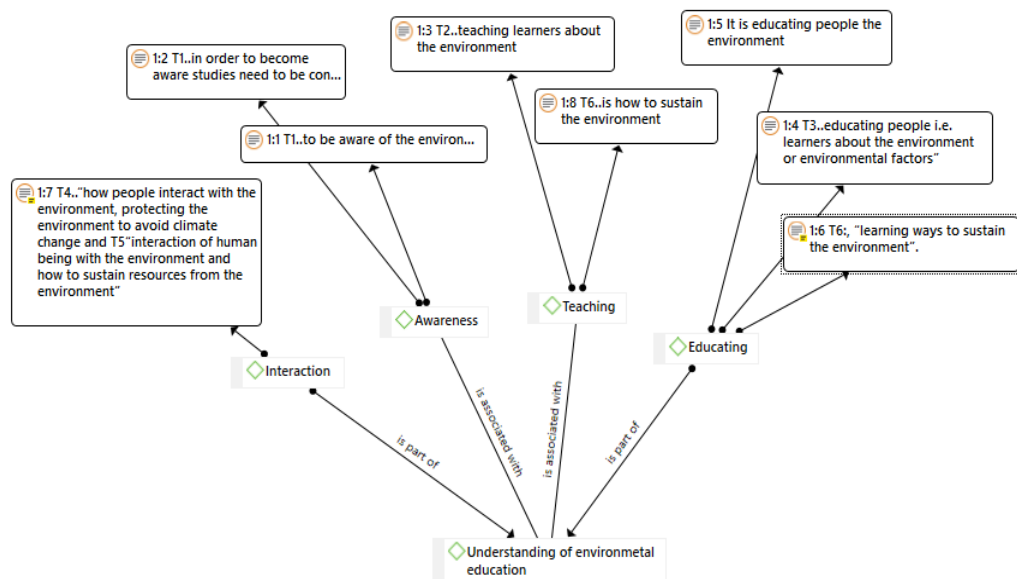 1:5 It is educating people the
environment
1:3 T2..teaching learners about
the environment
1:2 T1..in order to become
aware studies need to be con...
1:8 T6..is how to sustain
the environment
1:4 T3..educating people i.e.
learners about the environment
or environmental factors”
1:1 T1..to be aware of the environ...
1:7 T4..“how people interact with the
environment, protecting the
environment to avoid climate
change and T5“interaction of human
being with the environment and
how to sustain resources from the
environment”
1:6 T6:, “learning ways to sustain
the environment”.
Teaching
Awareness
Educating
Interaction
is part of
is associated with
is associated with
is part of
Understanding of environmetal
education